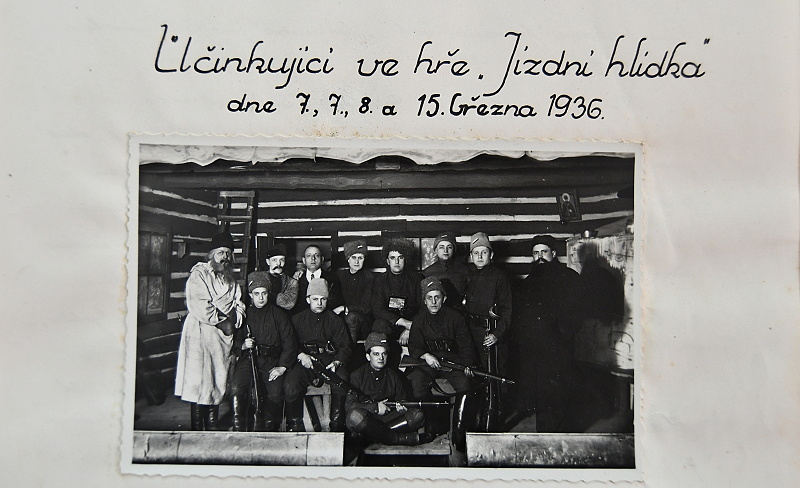 Účinkující ve hře „Jízdní hlídka"
dne 7., 7., 8. a 15. března 1936.